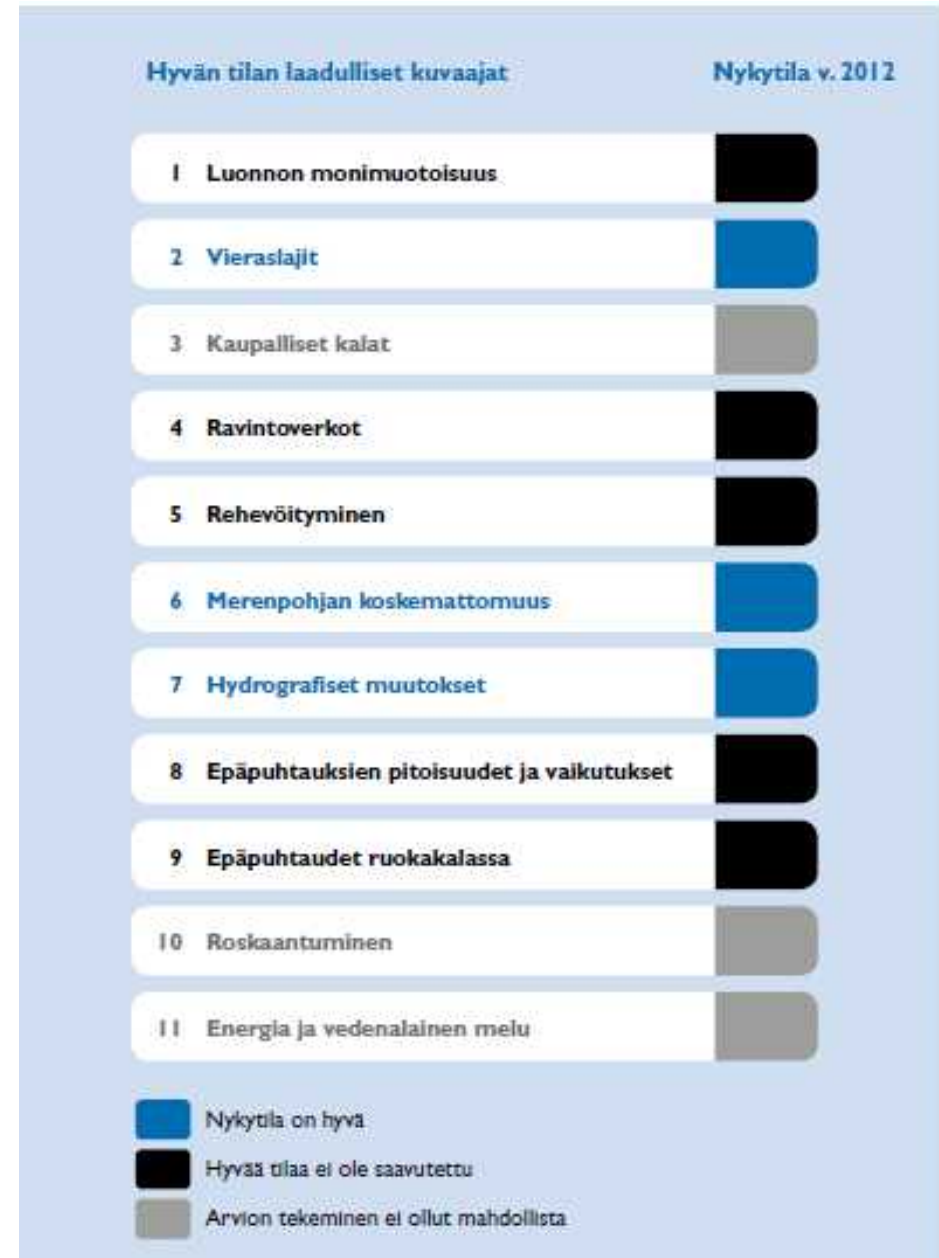 Hyvän tilan laadulliset kuvaajat Nykytila v. 2012
1 Luonnon monimuotoisuus
2 Vieraslajit
3 Kaupalliset kalat
4 Ravintoverkot
5 Rehevöityminen
6 Merenpohjan koskemattomuus
7 Hydrografiset muutokset
8 Epäpuhtauksien pitoisuudet ja vaikutukset
9 Epäpuhtaudet ruokakalassa
10 Roskaantuminen
11 Energia ja vedenalainen melu
Nykytila on hyvä
Hyvää tilaa ei ole saavutettu
Arvion tekeminen ei ollut mahdollista